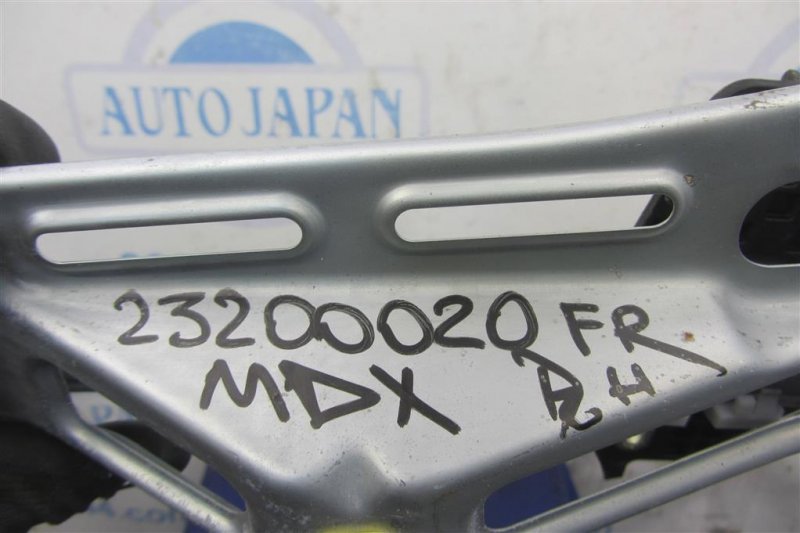 AUTO JAPAN
23200020 FR
MDX RH